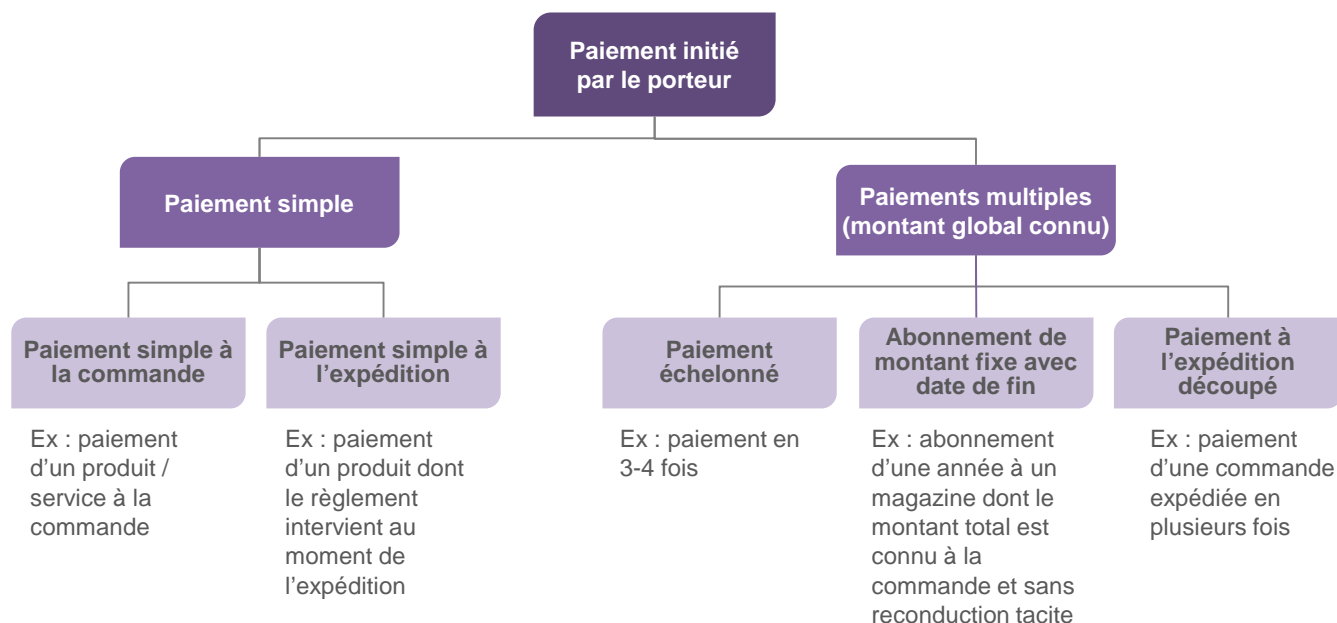 Paiement initié
par le porteur
Paiement simple
Paiements multiples
(montant global connu)
Paiement simple à
la commande
Paiement simple à
l’expédition
Paiement
échelonné
Abonnement de
montant fixe avec
date de fin
Paiement à
l’expédition
découpé
Ex : paiement
d’un produit /
service à la
commande
Ex : paiement
d’un produit dont
le règlement
intervient au
moment de
l’expédition
Ex : paiement en
3-4 fois
Ex : abonnement
d’une année à un
magazine dont le
montant total est
connu à la
commande et sans
reconduction tacite
Ex : paiement
d’une commande
expédiée en
plusieurs fois